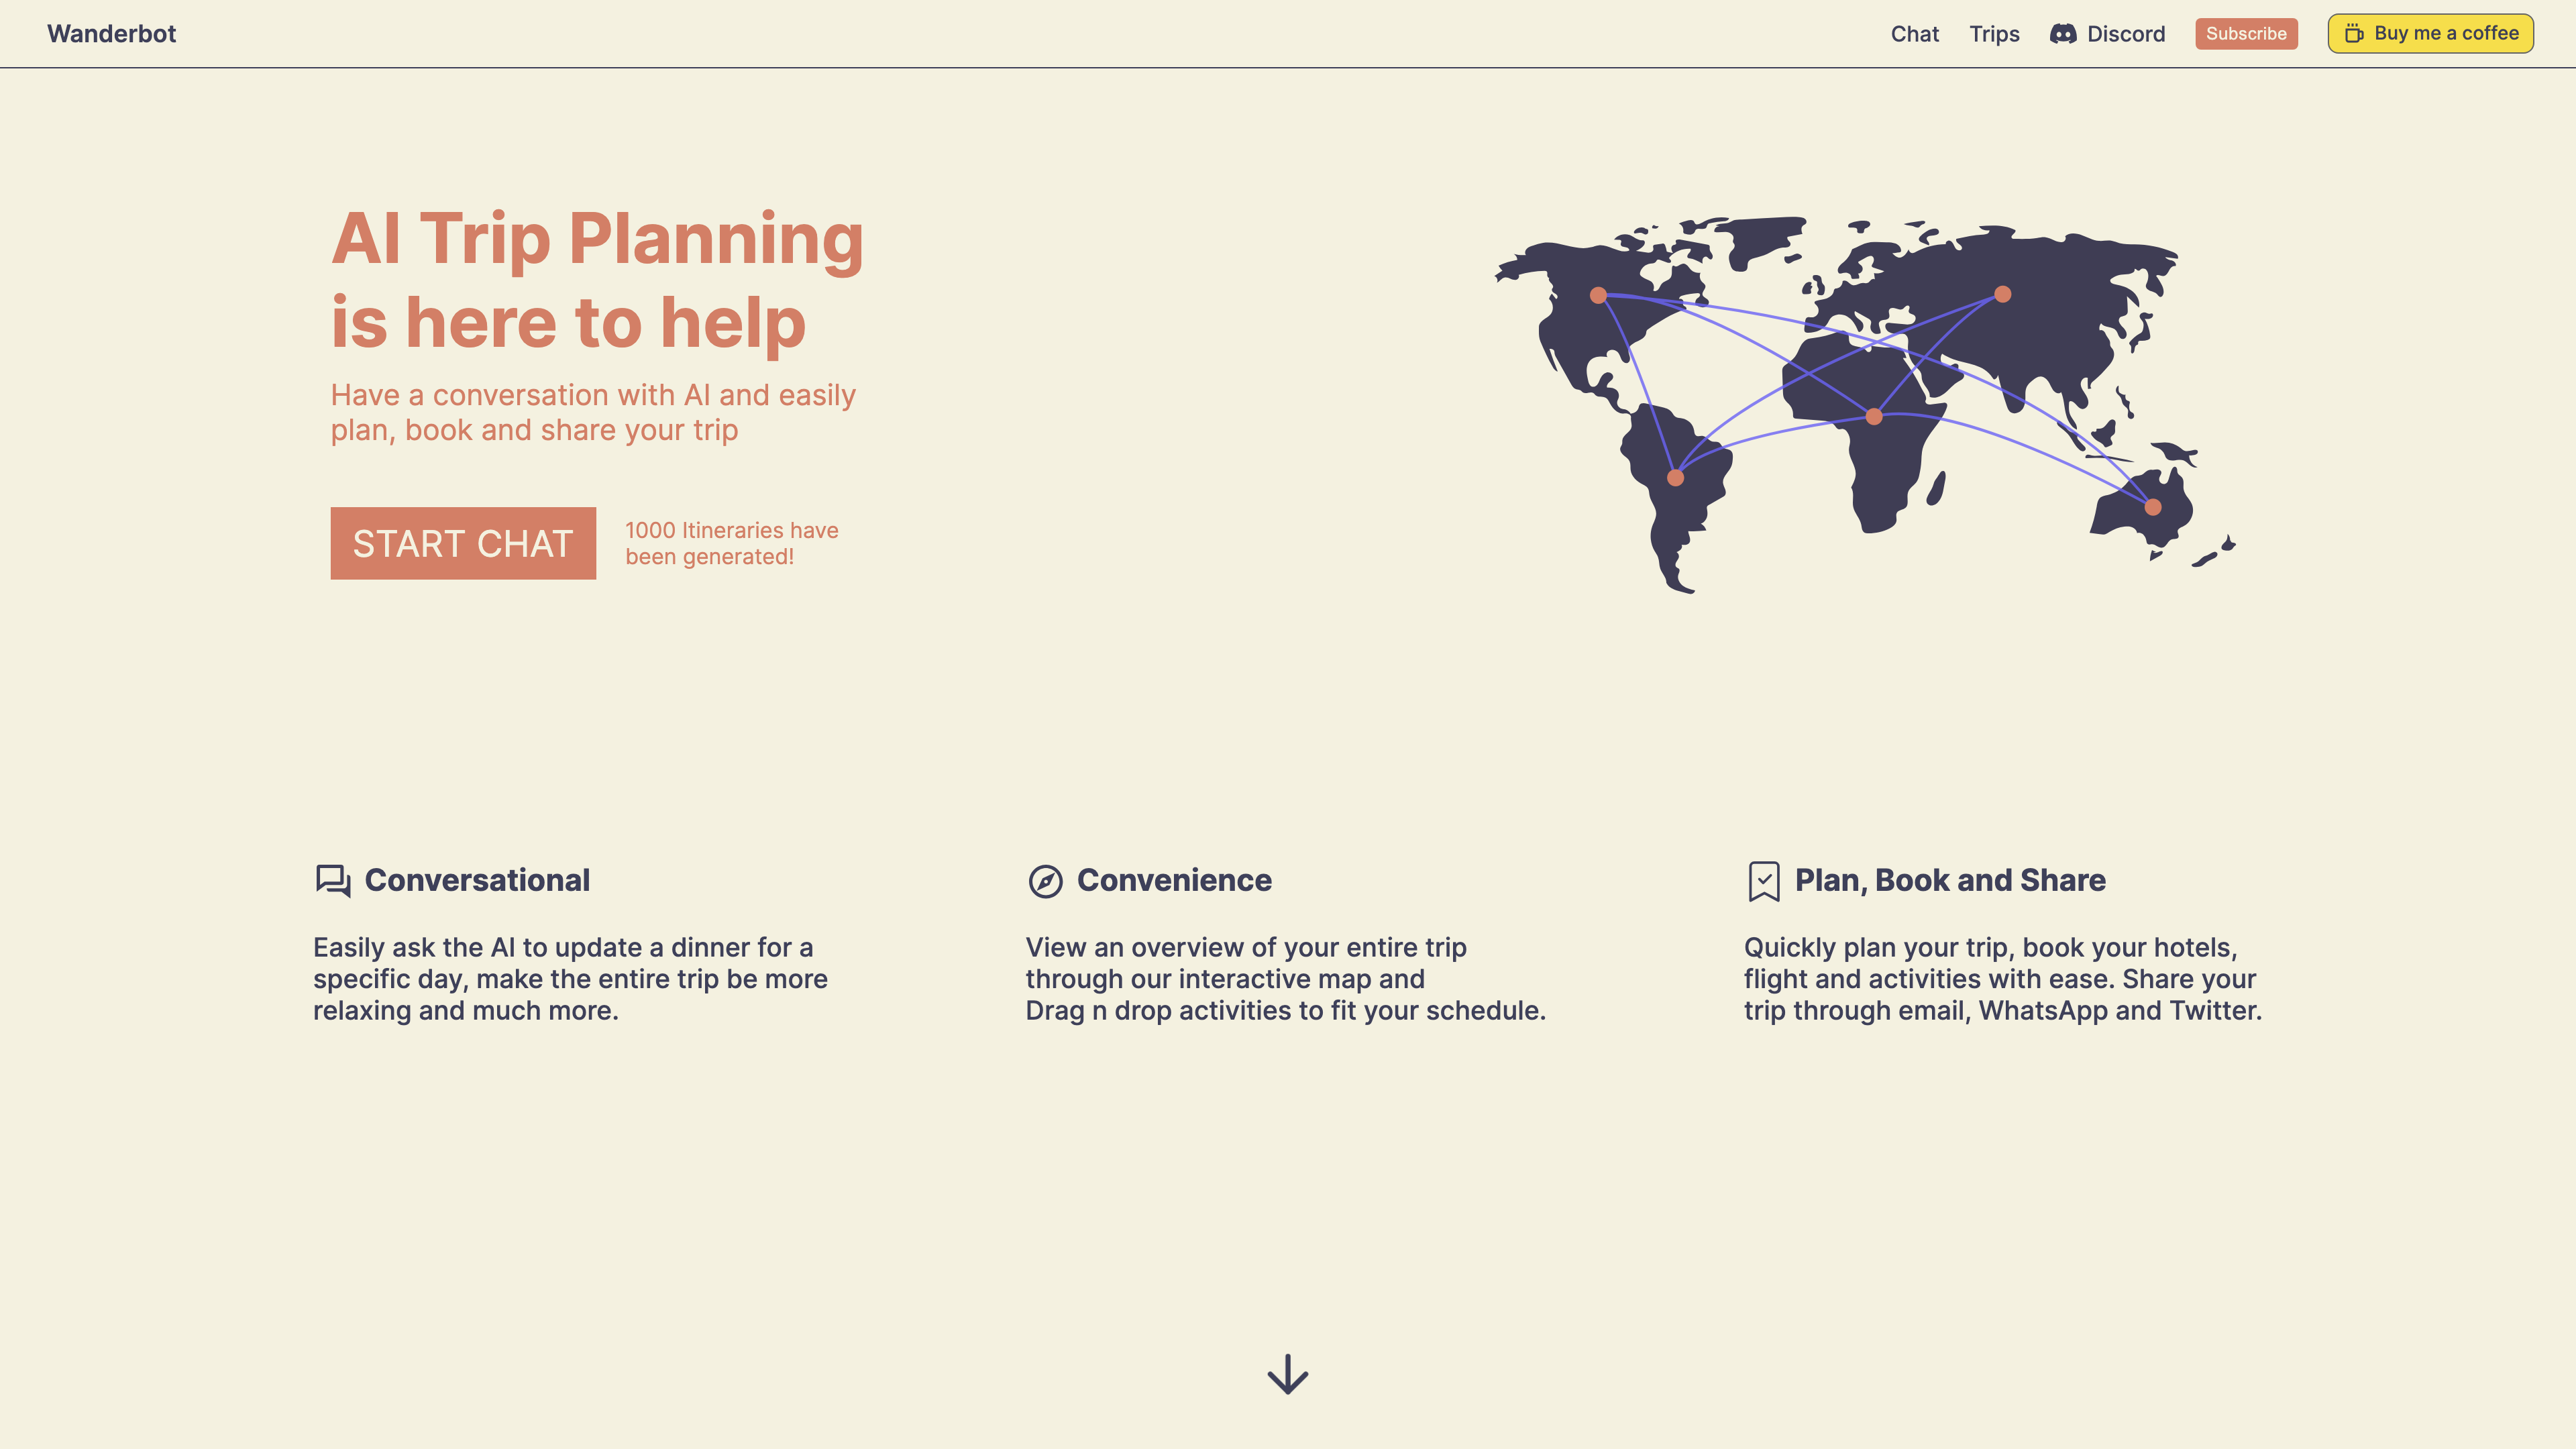 Wanderbot
Chat
Trips
Discord
Subscribe
Buy me a coffee
AI Trip Planning
is here to help
Have a conversation with AI and easily
plan, book and share your trip
START CHAT
1000 Itineraries have
been generated!
Conversational
Easily ask the AI to update a dinner for a
specific day, make the entire trip be more
relaxing and much more.
Convenience
View an overview of your entire trip
through our interactive map and
Drag n drop activities to fit your schedule.
Plan, Book and Share
Quickly plan your trip, book your hotels,
flight and activities with ease. Share your
trip through email, WhatsApp and Twitter.